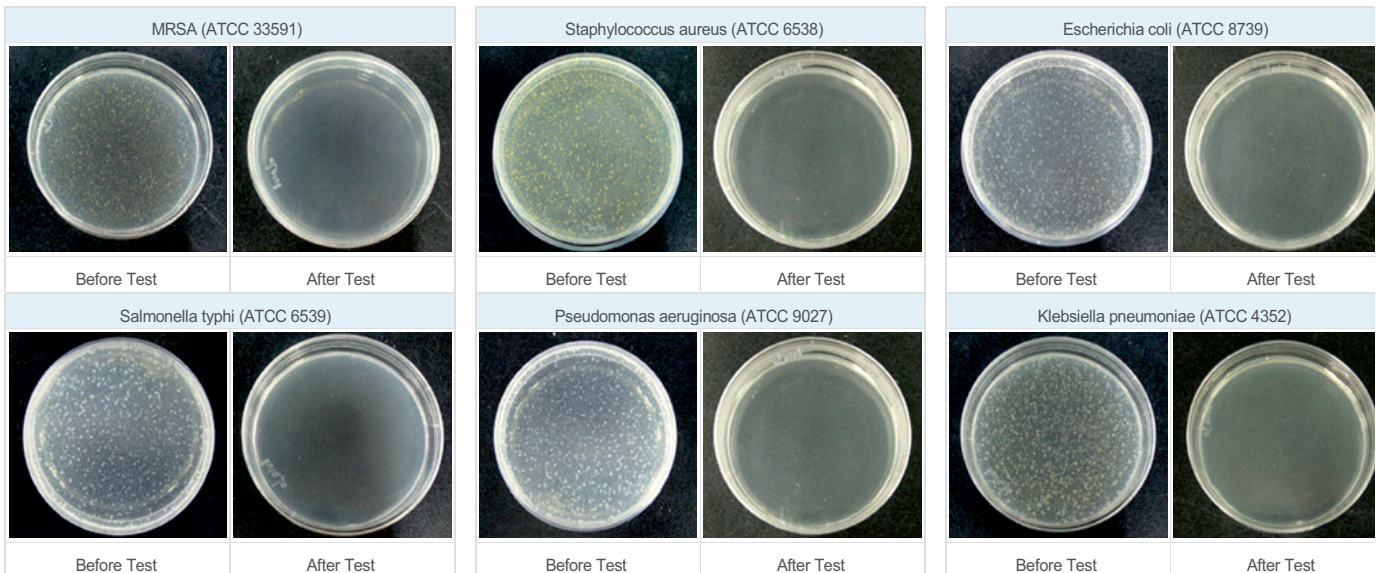 MRSA (ATCC 33591)
Staphylococcus aureus (ATCC 6538)
Escherichia coli (ATCC 8739)
Before Test
After Test
Before Test
After Test
Before Test
After Test
Salmonella typhi (ATCC 6539)
Pseudomonas aeruginosa (ATCC 9027)
Klebsiella pneumoniae (ATCC 4352)
Before Test
After Test
Before Test
After Test
Before Test
After Test